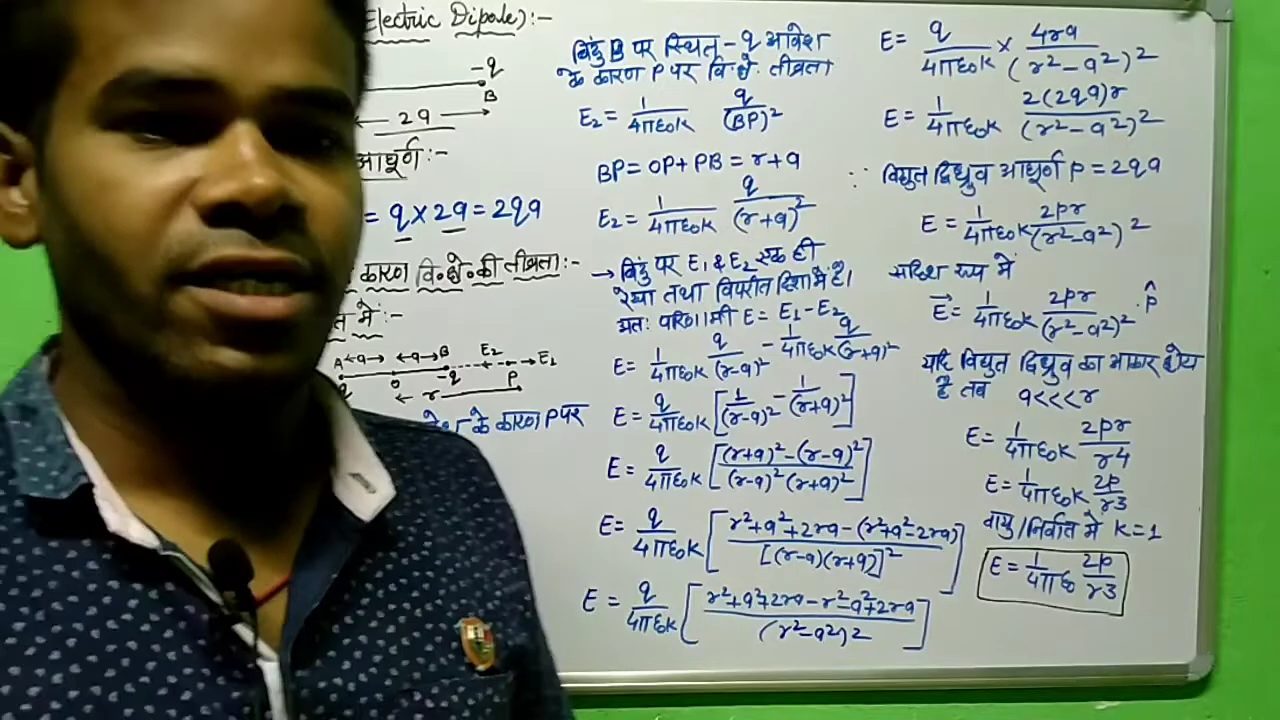 Electric Dipole):-
-q
B
2a
आघूर्ण:-
= q × 2a = 2qa
कारण वि॰क्षे॰की तीव्रता:-
में:-
A ←a→ ←a→ B E2 → E1
O -q P
← r
के कारण P पर
बिंदु B पर स्थित -q आवेश
के कारण P पर वि॰क्षे॰ तीव्रता
E2 = 1/4πε0K q/(BP)²
BP = OP + PB = r + a
E2 = 1/4πε0K q/(r+a)²
→ बिंदु पर E1 & E2 एक ही
रेखा तथा विपरीत दिशा में है।
अतः परिणामी E = E1 - E2
E = 1/4πε0K q/(r-a)² - 1/4πε0K q/(r+a)²
E = q/4πε0K [1/(r-a)² - 1/(r+a)²]
E = q/4πε0K [(r+a)² - (r-a)²/(r-a)² (r+a)²]
E = q/4πε0K [r²+a²+2ra - (r²+a²-2ra)/[(r-a)(r+a)]²]
E = q/4πε0K [r²+a²+2ra - r²-a²+2ra/(r²-a²)2]
E = q/4πε0K × 4ra/(r²-a²)²
E = 1/4πε0K 2(2qa)r/(r²-a²)²
∵ विद्युत द्विध्रुव आघूर्ण P = 2qa
E = 1/4πε0K 2Pr/(r²-a²)2
सदिश रूप में
E⃗ = 1/4πε0K 2Pr/(r²-a²)² . p̂
यदि विद्युत द्विध्रुव का आकार क्षेय
है तब a<<<r
E = 1/4πε0K 2Pr/r4
E = 1/4πε0K 2P/r3
वायु/निर्वात में K=1
E = 1/4πε0 2P/r3